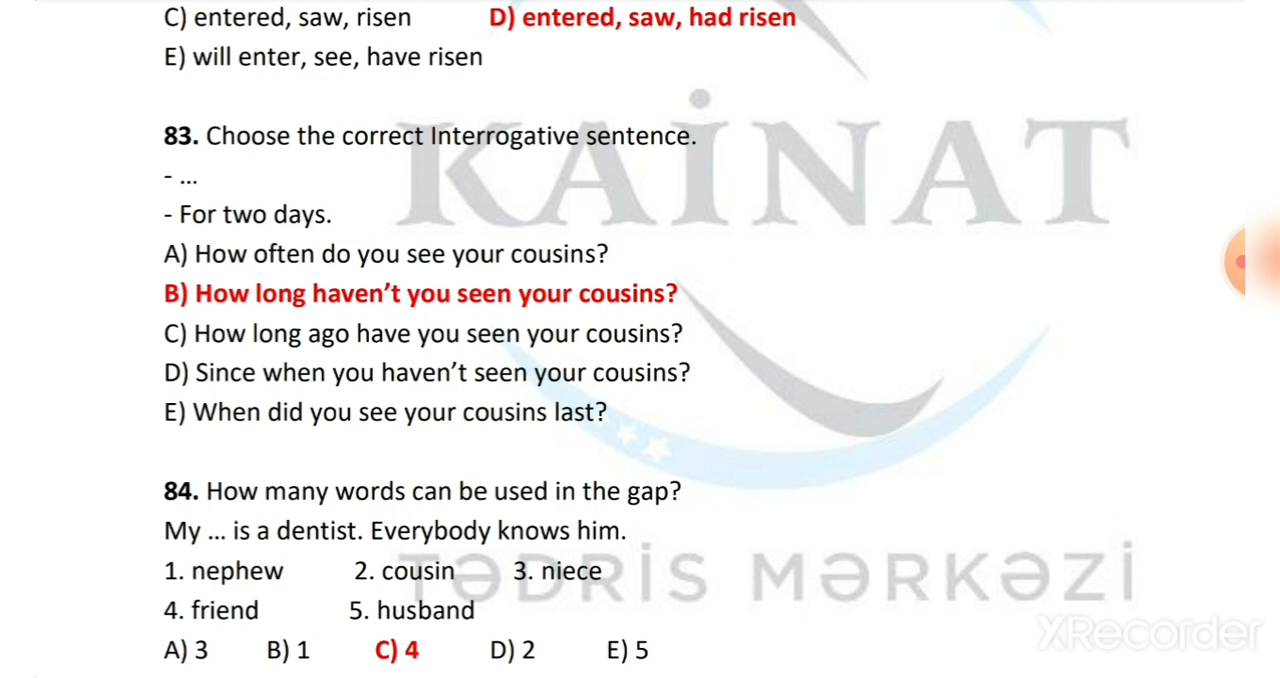 C) entered, saw, risen D) entered, saw, had risen
E) will enter, see, have risen
83. Choose the correct Interrogative sentence.
- ...
- For two days.
A) How often do you see your cousins?
B) How long haven’t you seen your cousins?
C) How long ago have you seen your cousins?
D) Since when you haven’t seen your cousins?
E) When did you see your cousins last?
84. How many words can be used in the gap?
My ... is a dentist. Everybody knows him.
1. nephew 2. cousin 3. niece
4. friend 5. husband
A) 3 B) 1 C) 4 D) 2 E) 5
KAİNAT
TƏDRİS MƏRKƏZİ
XRecorder